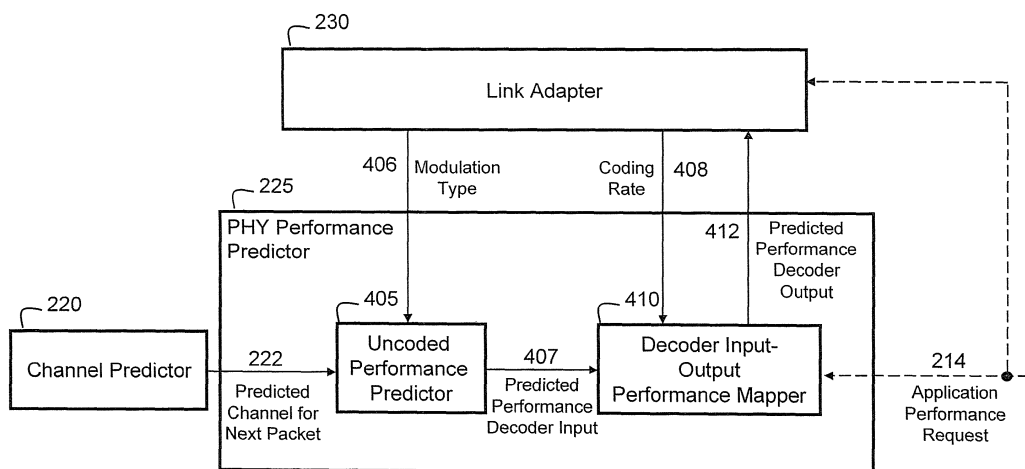 230
Link Adapter
406
Modulation
Type
Coding
Rate
408
225
PHY Performance
Predictor
412
Predicted
Performance
Decoder
Output
220
Channel Predictor
222
Predicted
Channel for
Next Packet
405
Uncoded
Performance
Predictor
407
Predicted
Performance
Decoder Input
410
Decoder Input-
Output
Performance Mapper
214
Application
Performance
Request